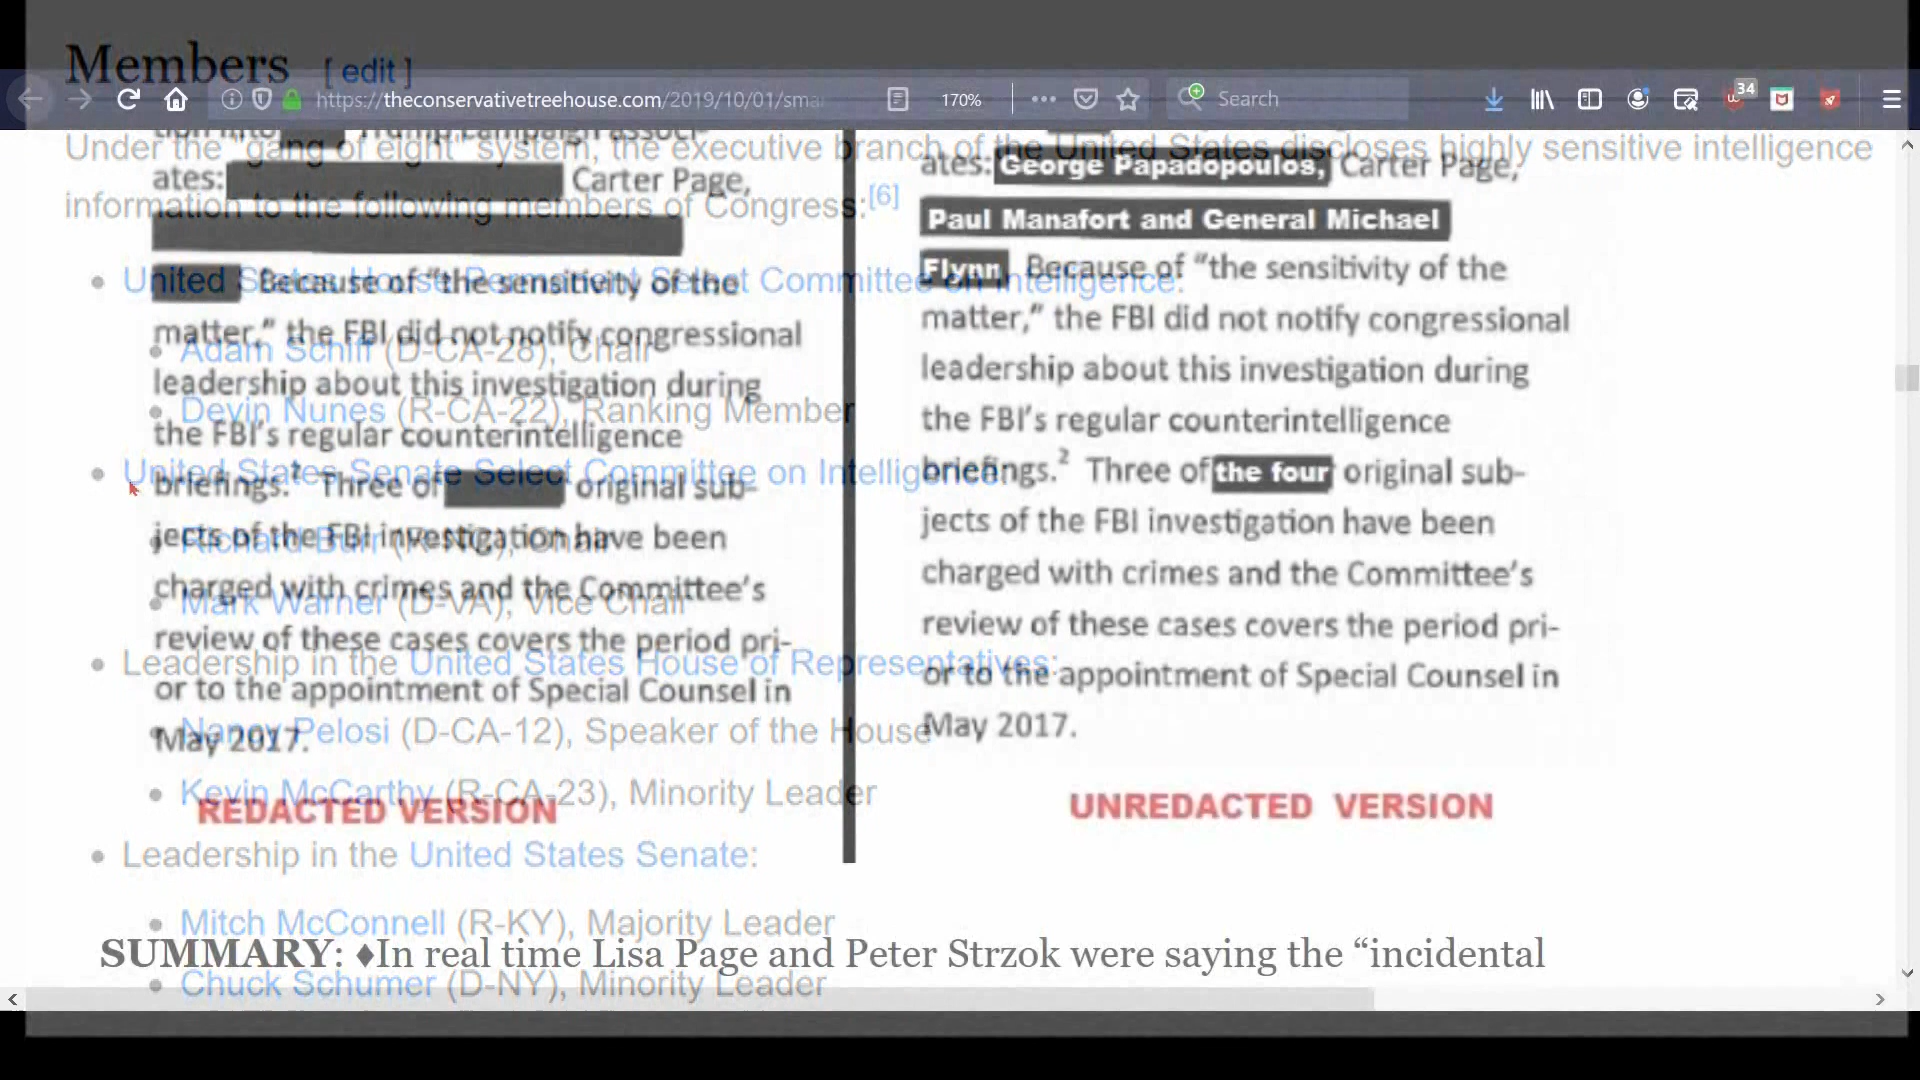 Members [ edit ]
https://theconservativetreehouse.com/2019/10/01/sma
170%
Search
34
Under the "gang of eight" system, the executive branch of the United States discloses highly sensitive intelligence
information to the following members of Congress:[6]
United States House Permanent Select Committee on Intelligence:
Adam Schiff (D-CA-28), Chair
Devin Nunes (R-CA-22), Ranking Member
United States Senate Select Committee on Intelligence:
Richard Burr (R-NC), Chair
Mark Warner (D-VA), Vice Chair
Leadership in the United States House of Representatives:
Nancy Pelosi (D-CA-12), Speaker of the House
Kevin McCarthy (R-CA-23), Minority Leader
Leadership in the United States Senate:
Mitch McConnell (R-KY), Majority Leader
Chuck Schumer (D-NY), Minority Leader
Trump campaign associ-
ates: Carter Page,
Because of “the sensitivity of the
matter,” the FBI did not notify congressional
leadership about this investigation during
the FBI’s regular counterintelligence
briefings.² Three of original sub-
jects of the FBI investigation have been
charged with crimes and the Committee’s
review of these cases covers the period pri-
or to the appointment of Special Counsel in
May 2017.
REDACTED VERSION
ates: George Papadopoulos, Carter Page,
Paul Manafort and General Michael
Flynn Because of “the sensitivity of the
matter,” the FBI did not notify congressional
leadership about this investigation during
the FBI’s regular counterintelligence
briefings.² Three of the four original sub-
jects of the FBI investigation have been
charged with crimes and the Committee’s
review of these cases covers the period pri-
or to the appointment of Special Counsel in
May 2017.
UNREDACTED VERSION
SUMMARY: ♦In real time Lisa Page and Peter Strzok were saying the “incidental